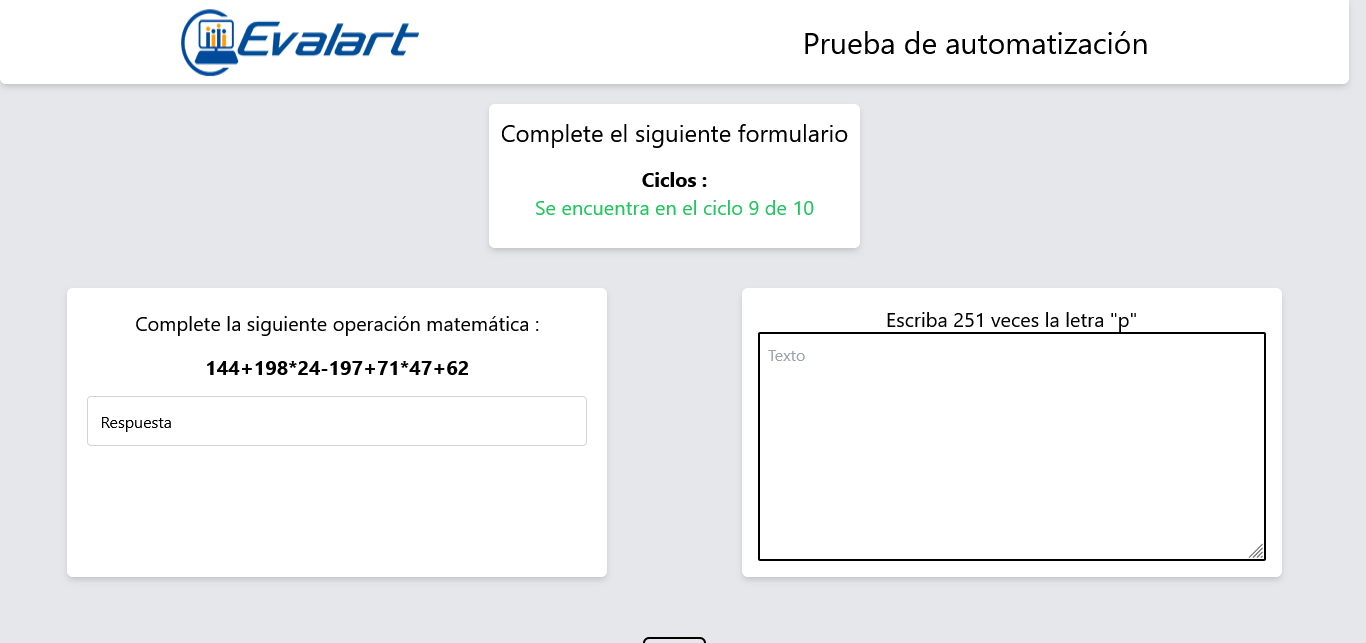 Evalart
Prueba de automatización
Complete el siguiente formulario
Ciclos :
Se encuentra en el ciclo 9 de 10
Complete la siguiente operación matemática :
144+198*24-197+71*47+62
Respuesta
Escriba 251 veces la letra "p"
Texto